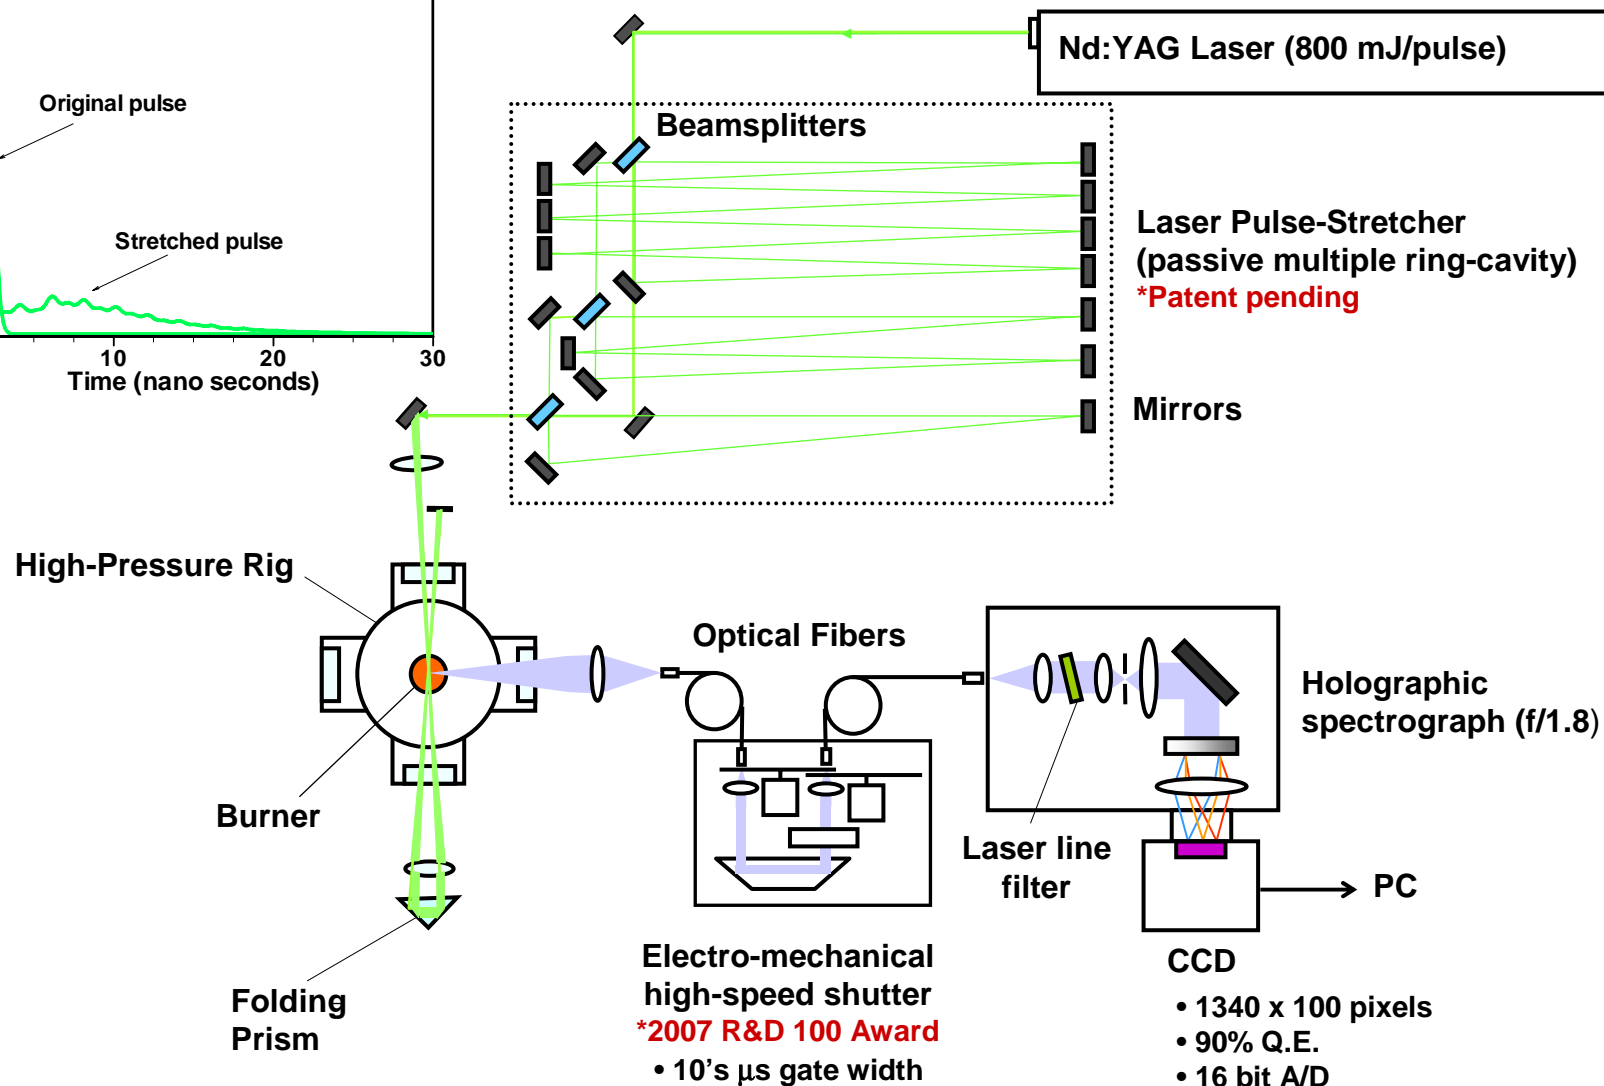 Nd:YAG Laser (800 mJ/pulse)
Original pulse
Beamsplitters
Stretched pulse
Laser Pulse-Stretcher
(passive multiple ring-cavity)
*Patent pending
10
20
30
Time (nano seconds)
Mirrors
High-Pressure Rig
Optical Fibers
Holographic
spectrograph (f/1.8)
Burner
Laser line
filter
PC
Folding
Prism
Electro-mechanical
high-speed shutter
*2007 R&D 100 Award
• 10's μs gate width
CCD
• 1340 x 100 pixels
• 90% Q.E.
• 16 bit A/D